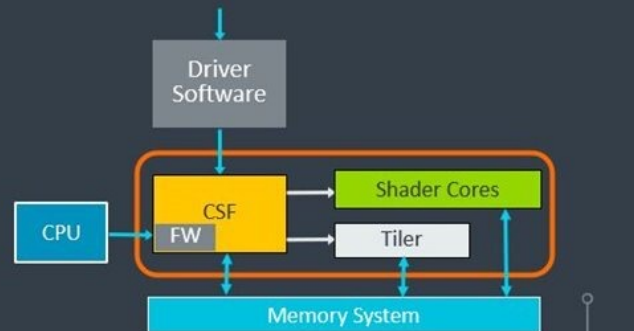 Driver
Software
CSF
Shader Cores
CPU
FW
Tiler
Memory System